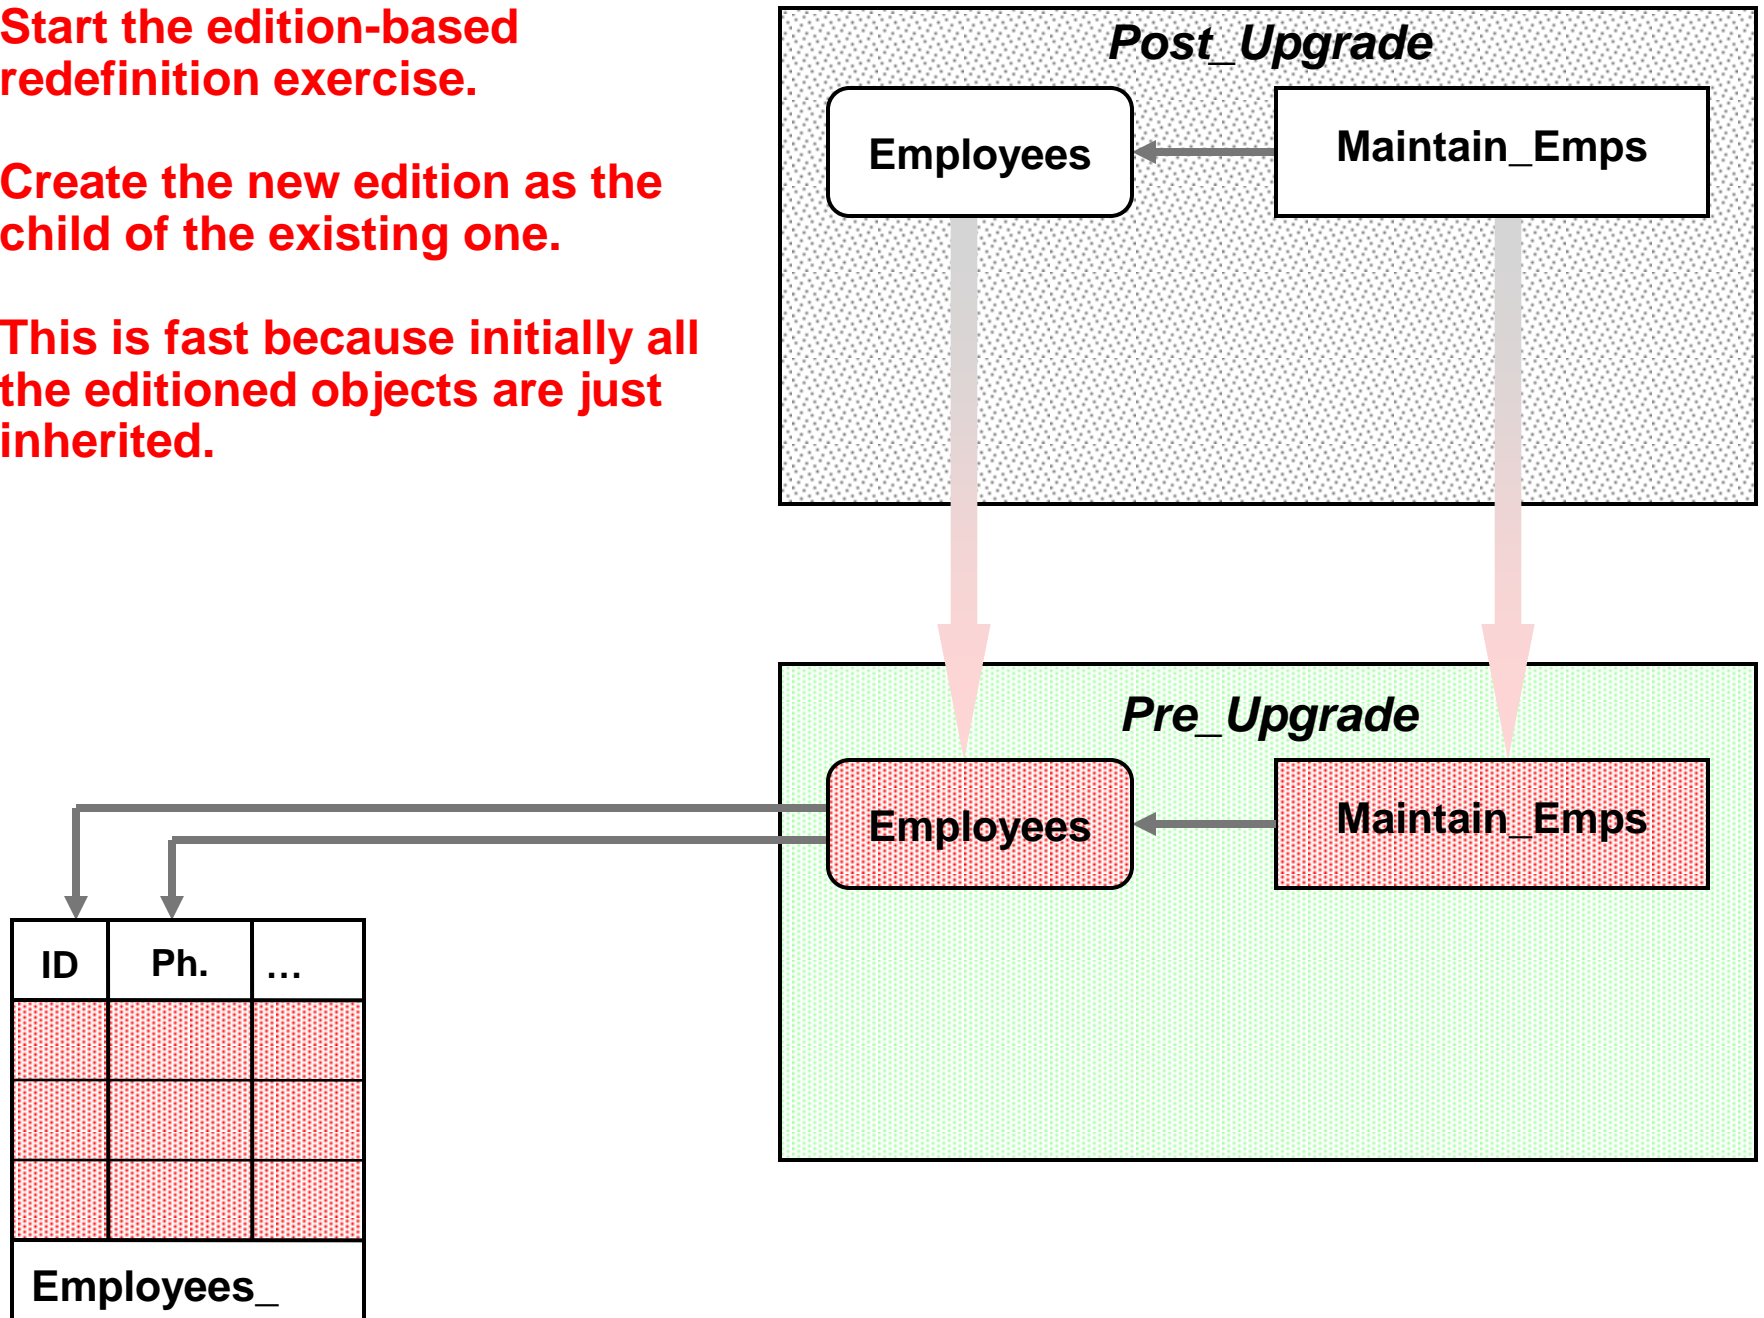 Start the edition-based
redefinition exercise.
Create the new edition as the
child of the existing one.
This is fast because initially all
the editioned objects are just
inherited.
Post_Upgrade
Employees
Maintain_Emps
Pre_Upgrade
Employees
Maintain_Emps
ID
Ph.
…
Employees_